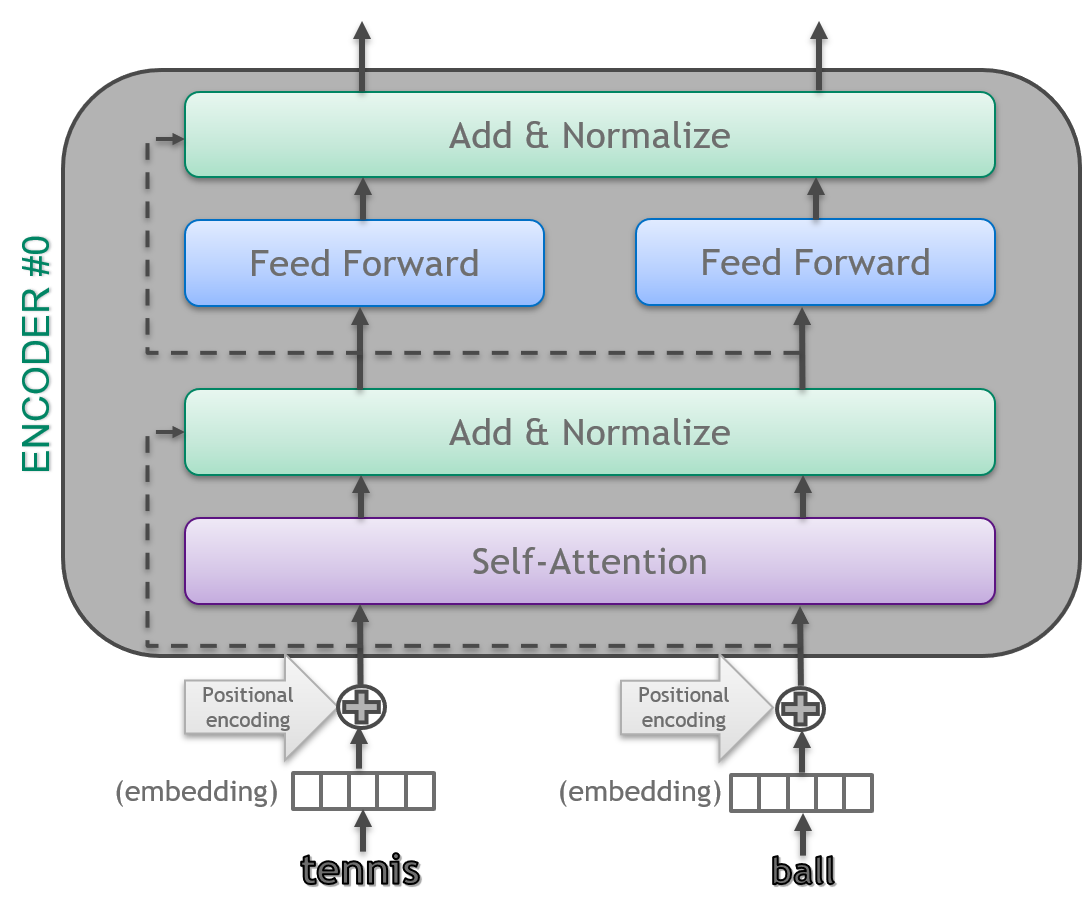 Add & Normalize
Feed Forward
Feed Forward
ENCODER #0
Add & Normalize
Self-Attention
Positional
encoding
Positional
encoding
(embedding)
(embedding)
tennis
ball